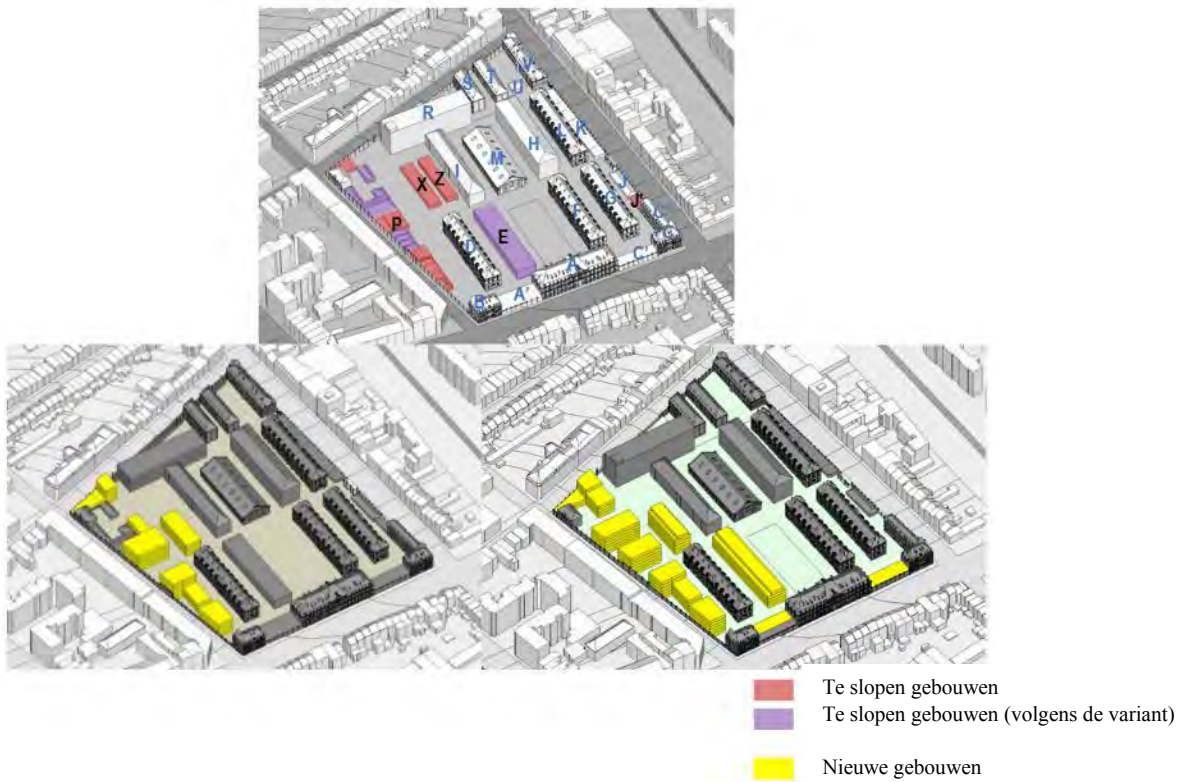 V
T
S
U
R
L
K
H
M
I
J
Z
X
J'
G
F
P
E
D
C'
A
A'
B
Te slopen gebouwen
Te slopen gebouwen (volgens de variant)
Nieuwe gebouwen